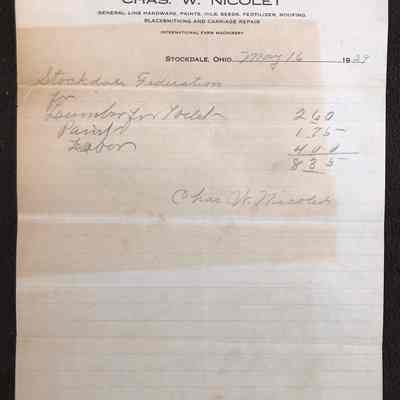 CHAS. W. NICOLET
GENERAL LINE HARDWARE, PAINTS, OILS, SEEDS, FERTILIZER, ROOFING,
BLACKSMITHING AND CARRIAGE REPAIR
INTERNATIONAL FARM MACHINERY
STOCKDALE, OHIO, May 16 1929
Stockdale Federation
for
Lumber for Toilet 2 60
Paint 1 75
Labor 4 00
8 35
Chas W. Nicolet